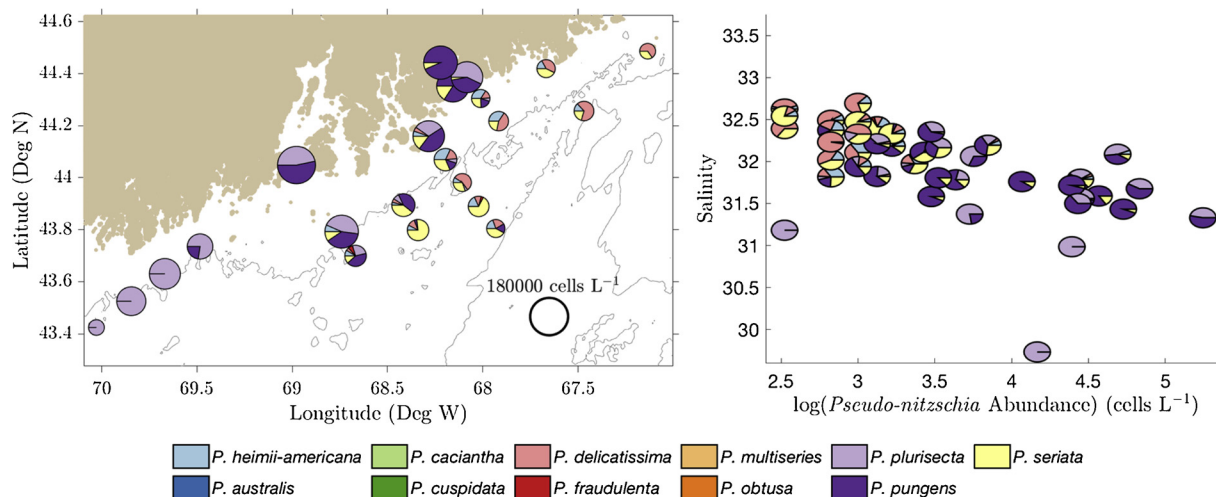 44.6
44.4
44.2
44
43.8
43.6
43.4
Latitude (Deg N)
180000 cells L⁻¹
70 69.5 69 68.5 68 67.5
Longitude (Deg W)
33.5
33
32.5
32
31.5
31
30.5
30
Salinity
2.5 3 3.5 4 4.5 5
log(Pseudo-nitzschia Abundance) (cells L⁻¹)
P. heimii-americana P. caciantha P. delicatissima P. multiseries P. plurisecta P. seriata
P. australis P. cuspidata P. fraudulenta P. obtusa P. pungens